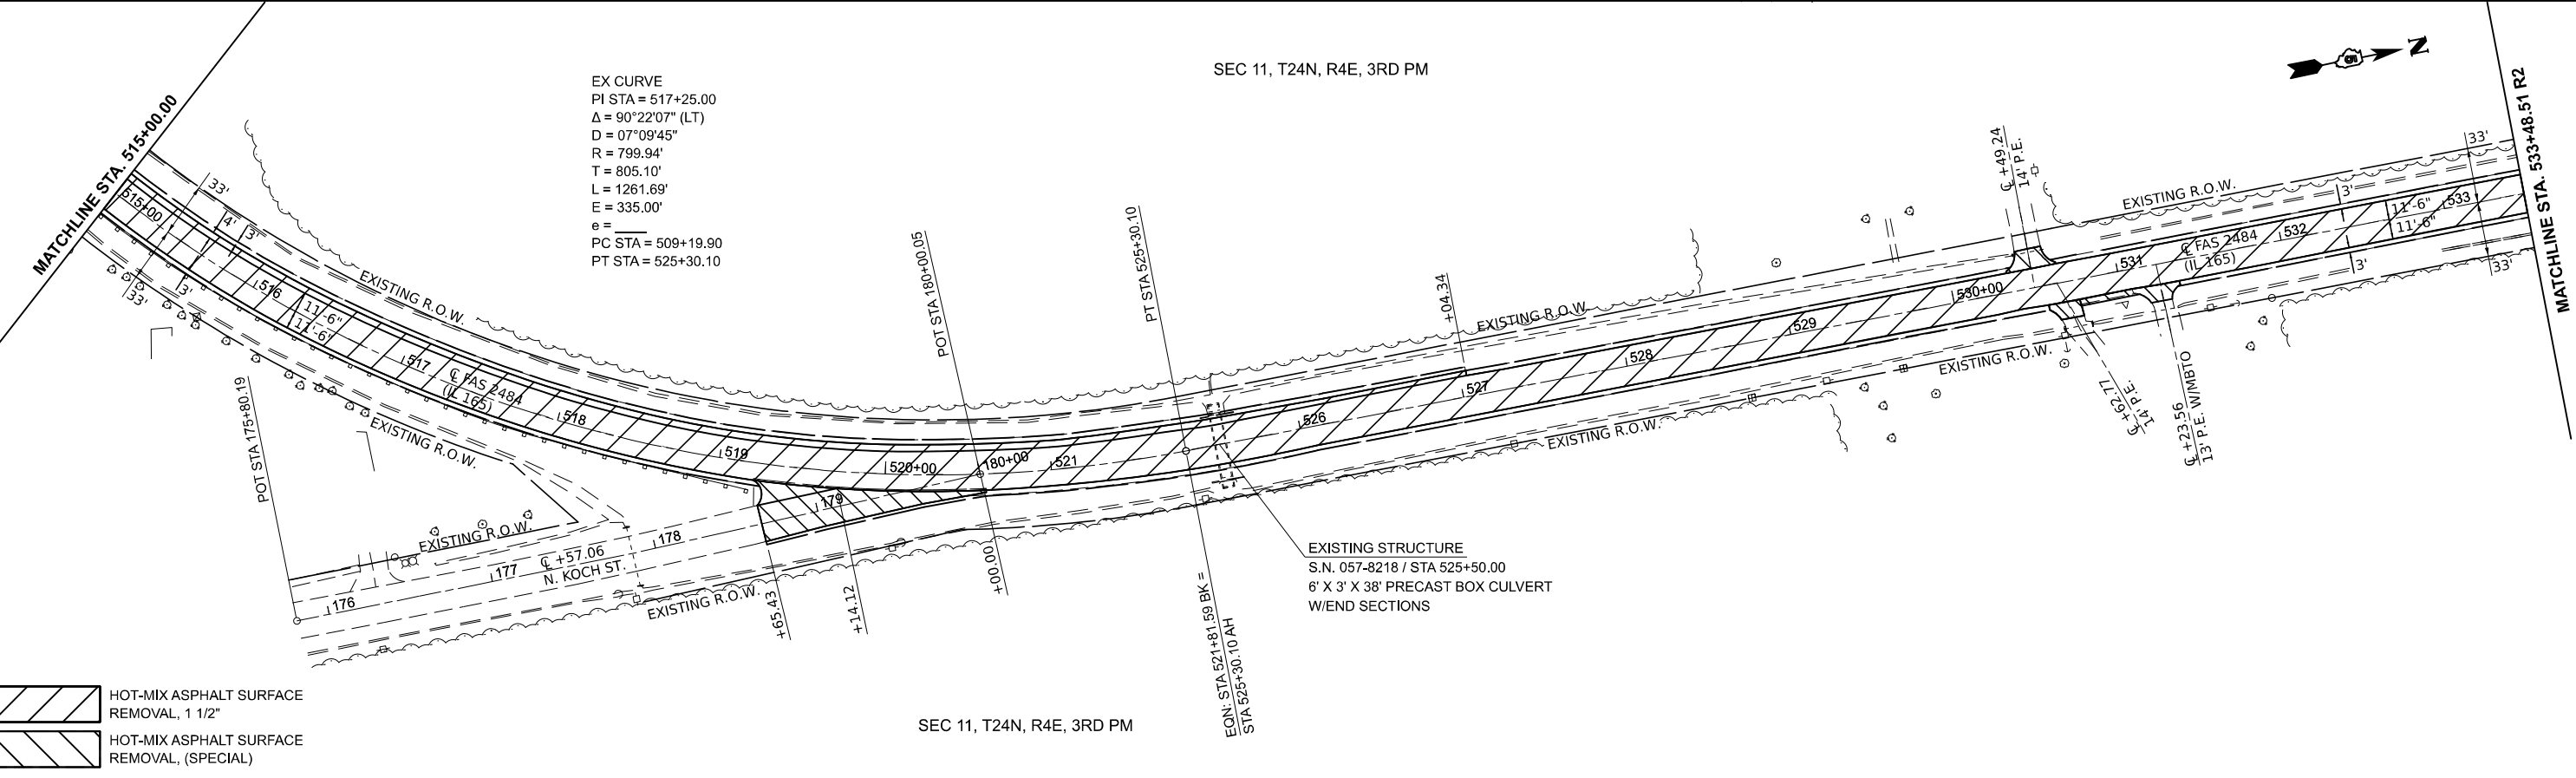 SEC 11, T24N, R4E, 3RD PM
N
EX CURVE
PI STA = 517+25.00
Δ = 90°22'07" (LT)
D = 07°09'45"
R = 799.94'
T = 805.10'
L = 1261.69'
E = 335.00'
e = ____
PC STA = 509+19.90
PT STA = 525+30.10
MATCHLINE STA. 515+00.00
MATCHLINE STA. 533+48.51 R2
515+00
33'
4'
3'
33'
3'
516
11'-6"
11'-6"
EXISTING R.O.W.
517
℄ FAS 2484
(IL 165)
518
EXISTING R.O.W.
519
520+00
180+00
521
POT STA 180+00.05
PT STA 525+30.10
526
+04.34
527
EXISTING R.O.W.
528
529
530+00
℄ +49.24
14' P.E.
531
℄ FAS 2484
(IL 165)
532
EXISTING R.O.W.
3'
11'-6"
11'-6"
533
33'
33'
3'
EXISTING R.O.W.
EXISTING R.O.W.
℄ +62.77
14' P.E.
℄ +23.56
13' P.E. W/MBTO
POT STA 175+80.19
EXISTING R.O.W.
176
177
℄ +57.06
N. KOCH ST.
178
179
EXISTING R.O.W.
+65.43
+14.12
+00.00
EQN: STA 521+81.59 BK =
STA 525+30.10 AH
EXISTING STRUCTURE
S.N. 057-8218 / STA 525+50.00
6' X 3' X 38' PRECAST BOX CULVERT
W/END SECTIONS
HOT-MIX ASPHALT SURFACE
REMOVAL, 1 1/2"
HOT-MIX ASPHALT SURFACE
REMOVAL, (SPECIAL)
SEC 11, T24N, R4E, 3RD PM